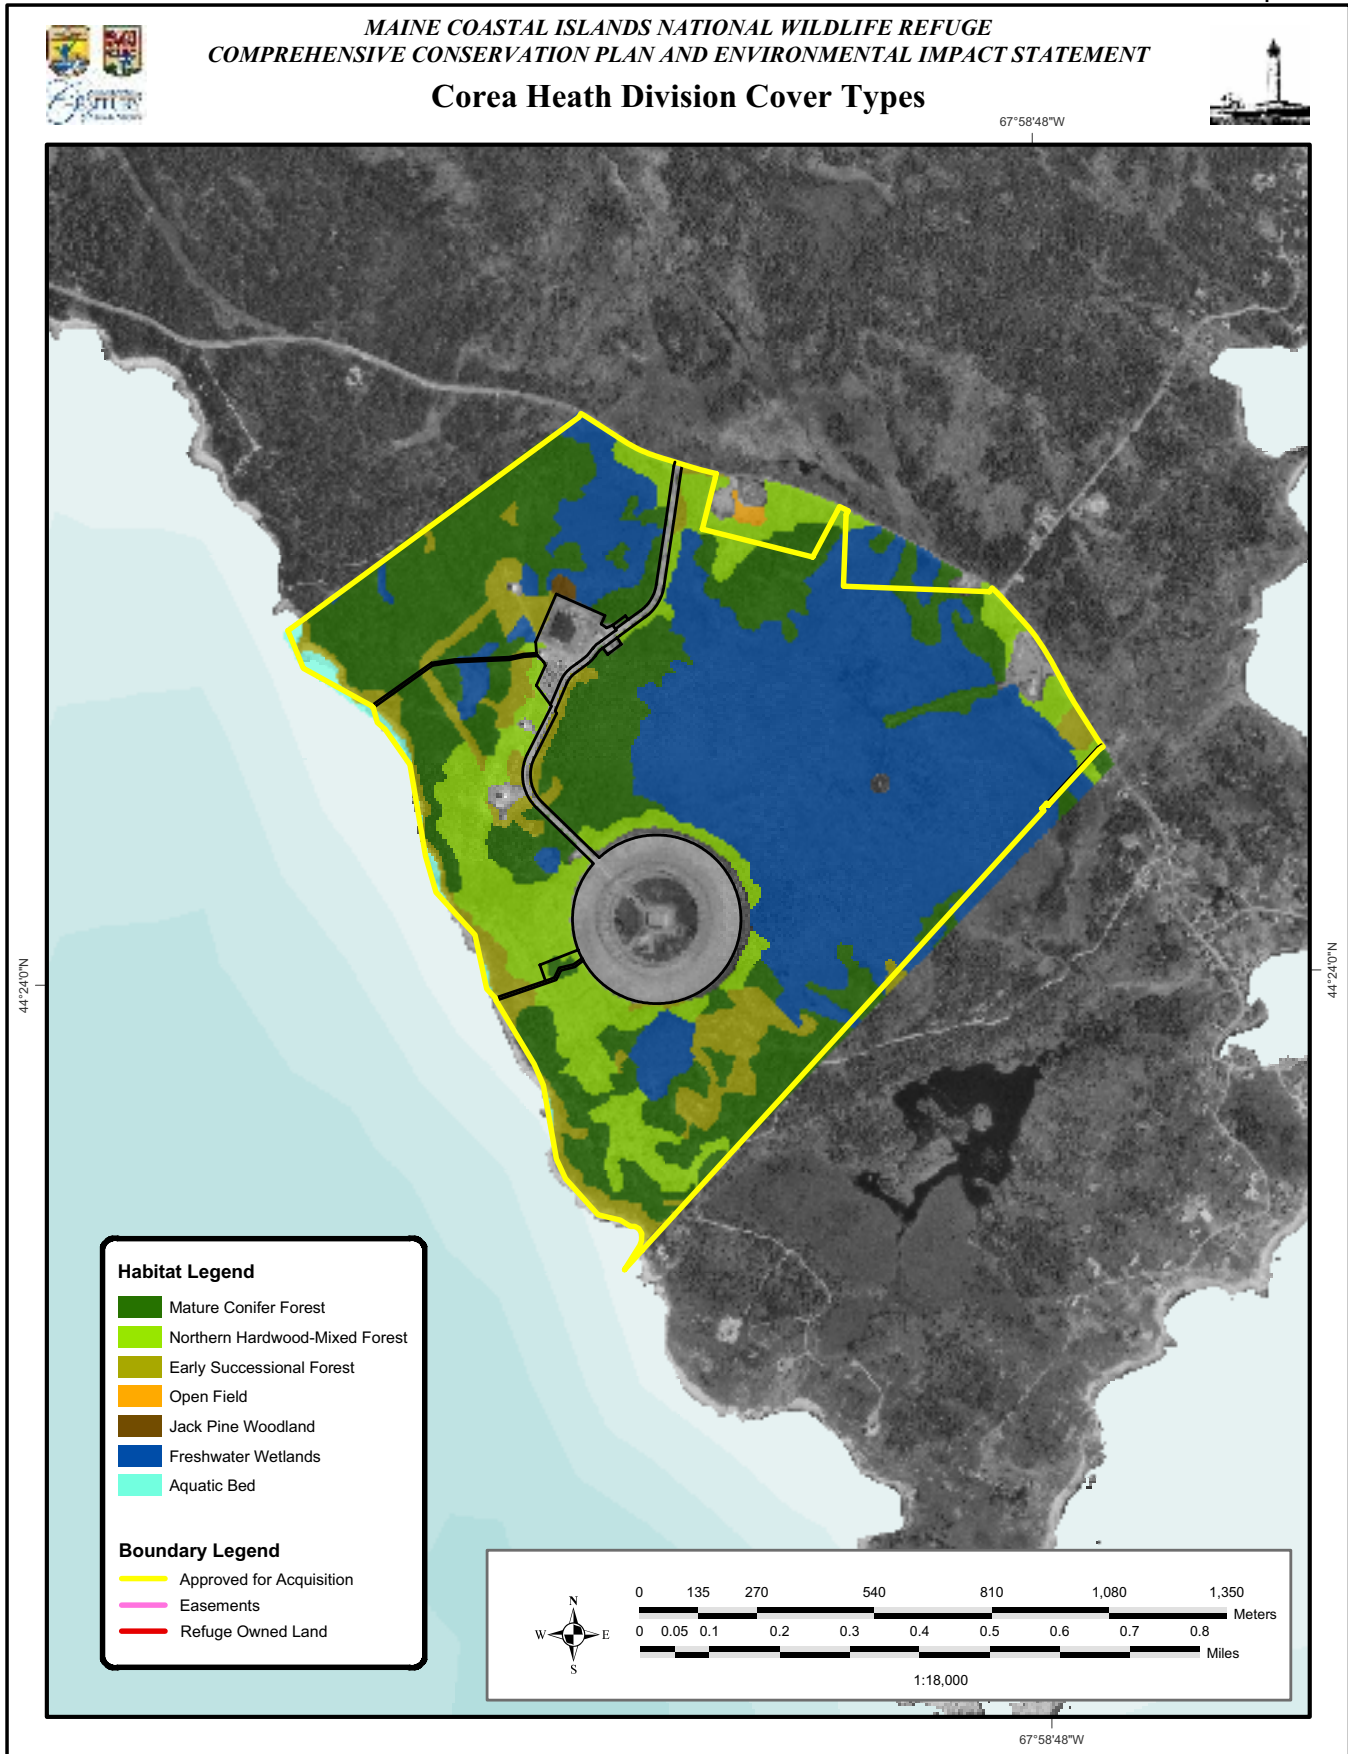 MAINE COASTAL ISLANDS NATIONAL WILDLIFE REFUGE
COMPREHENSIVE CONSERVATION PLAN AND ENVIRONMENTAL IMPACT STATEMENT
Corea Heath Division Cover Types
67°58'48"W
44°24'0"N
44°24'0"N
Habitat Legend
Mature Conifer Forest
Northern Hardwood-Mixed Forest
Early Successional Forest
Open Field
Jack Pine Woodland
Freshwater Wetlands
Aquatic Bed
Boundary Legend
Approved for Acquisition
Easements
Refuge Owned Land
N
W E
S
0 135 270 540 810 1,080 1,350
Meters
0 0.05 0.1 0.2 0.3 0.4 0.5 0.6 0.7 0.8
Miles
1:18,000
67°58'48"W